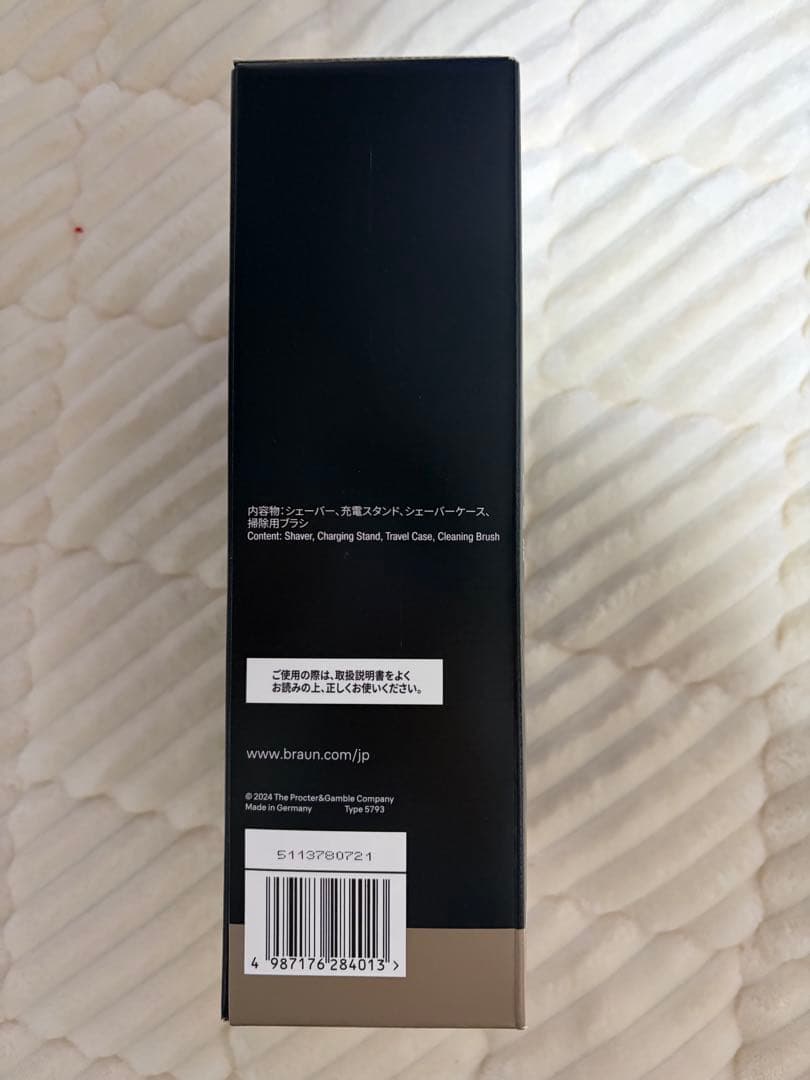 内容物：シェーバー、充電スタンド、シェーバーケース、
掃除用ブラシ
Content: Shaver, Charging Stand, Travel Case, Cleaning Brush
ご使用の際は、取扱説明書をよく
お読みの上、正しくお使いください。
www.braun.com/jp
© 2024 The Procter&Gamble Company
Made in Germany Type 5793
5113780721
4 987176 284013 >